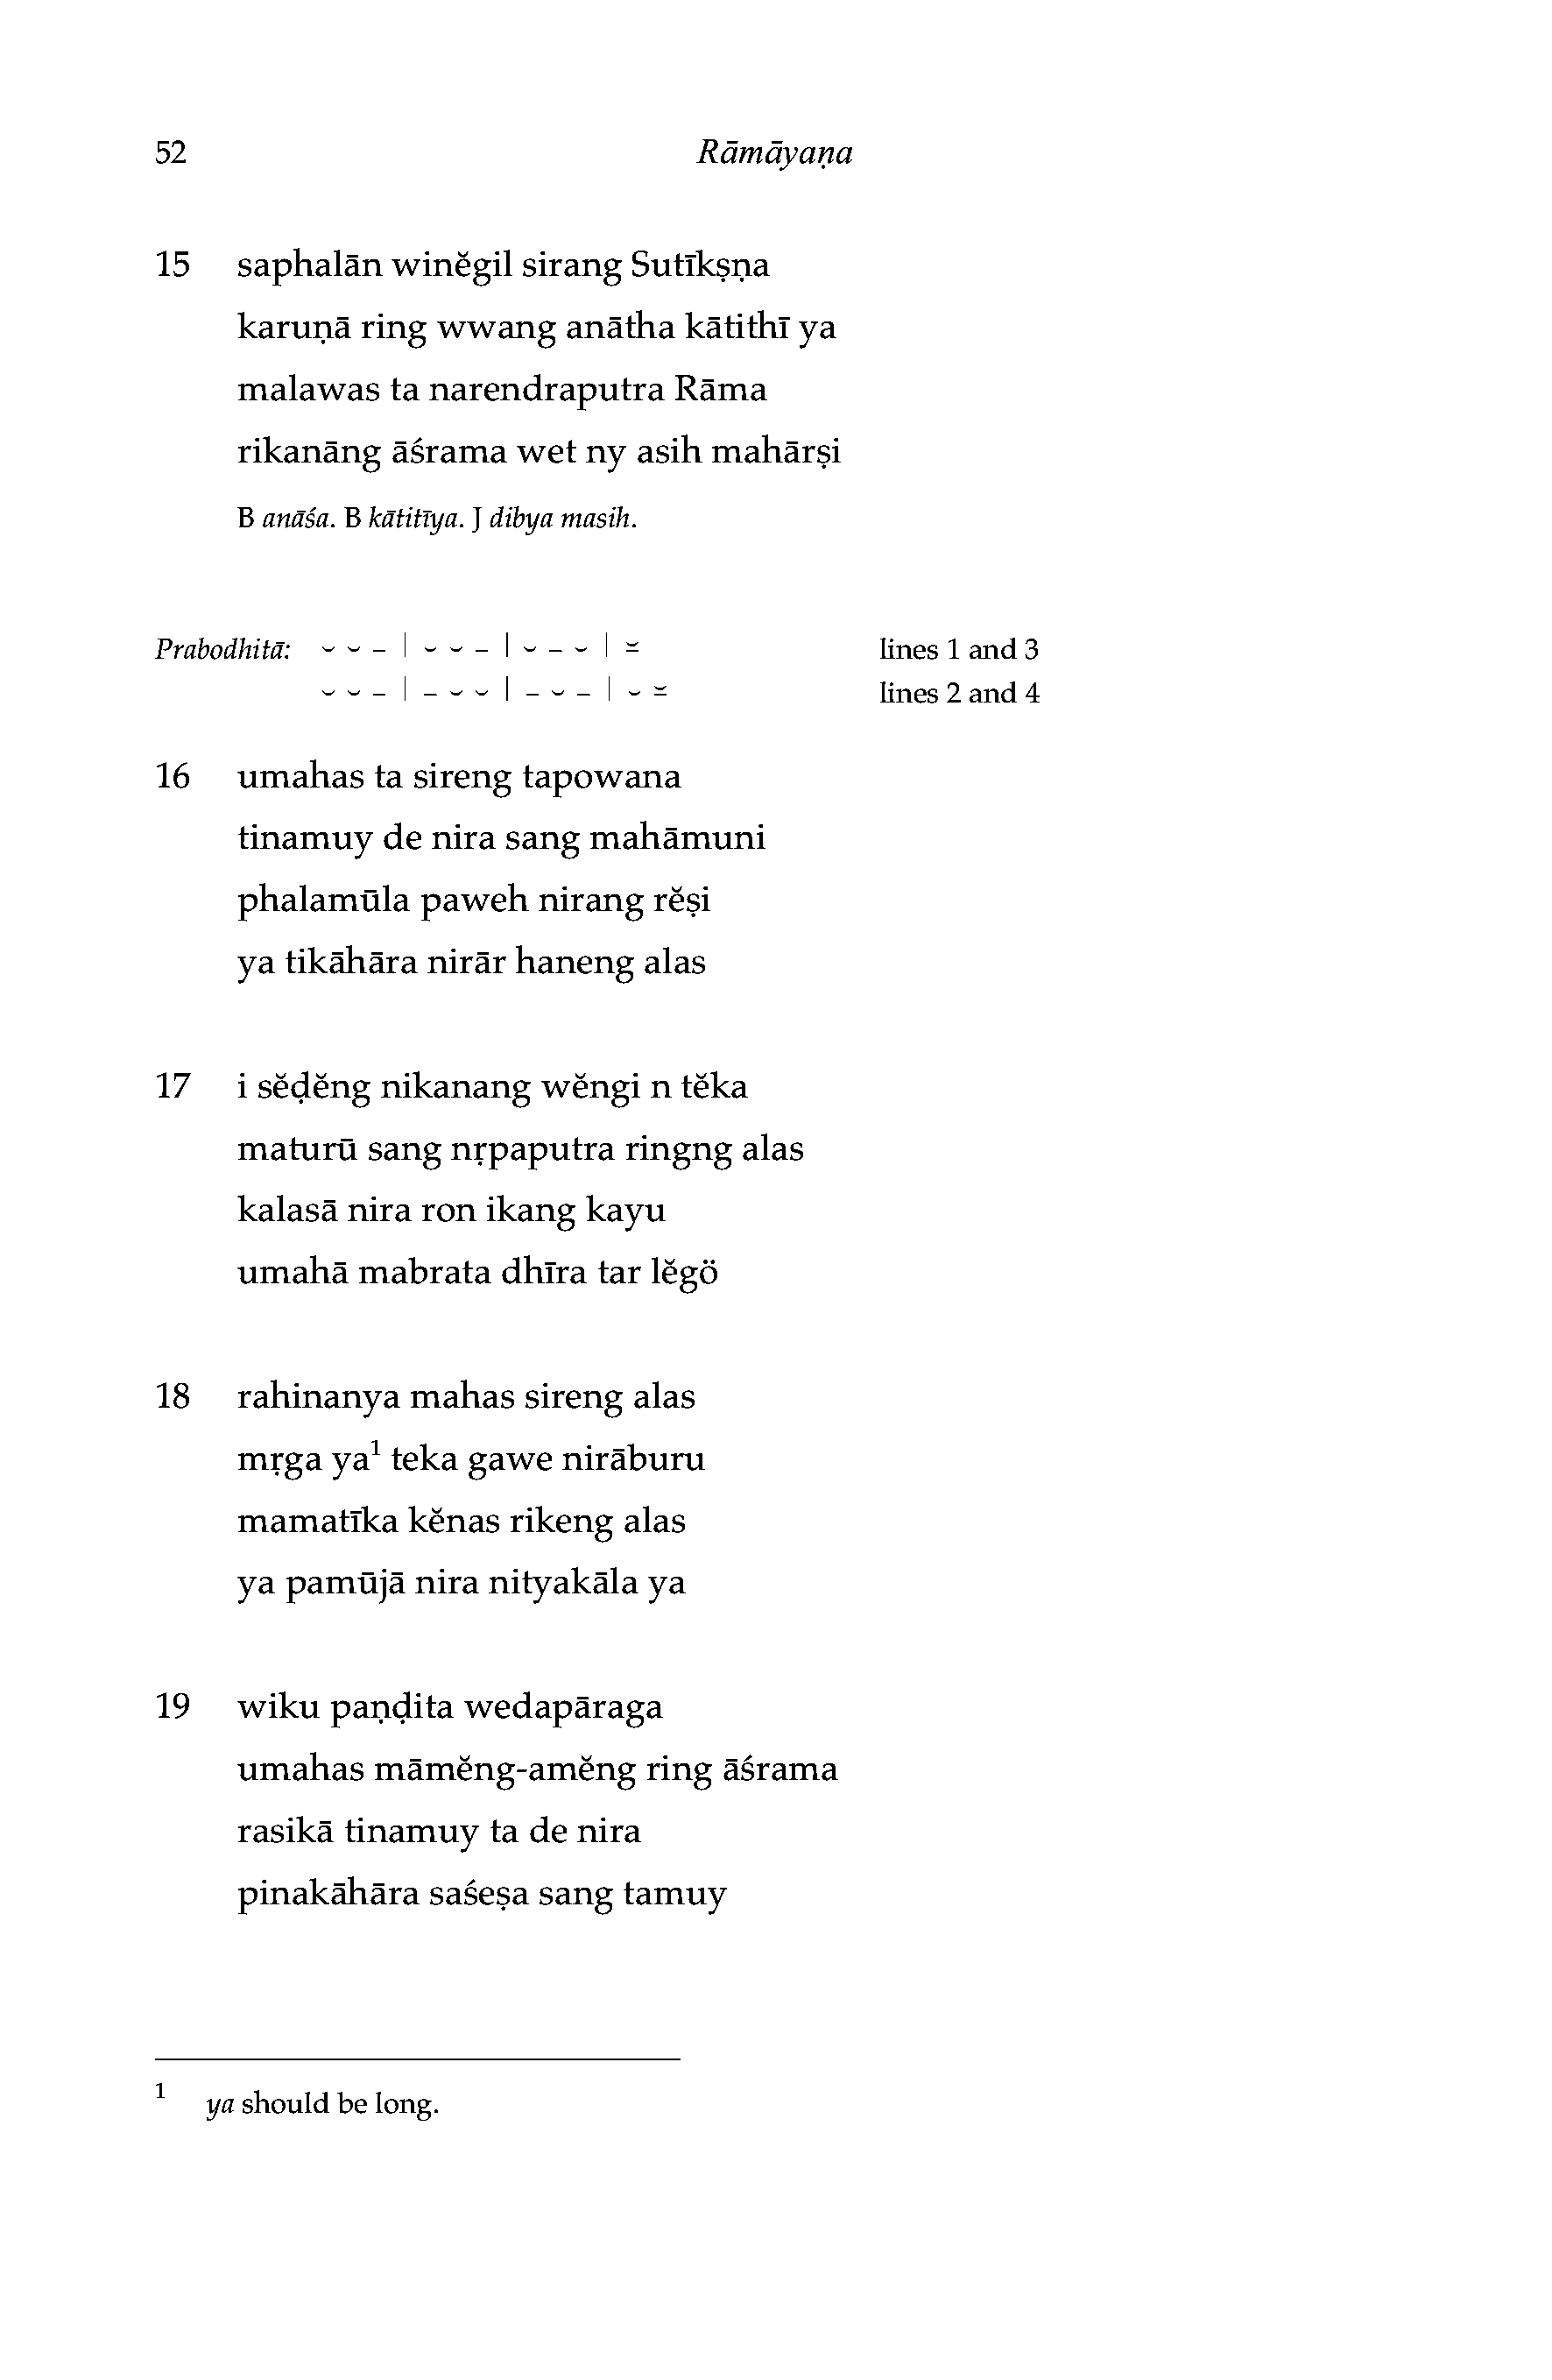 52 Rāmāyaṇa
15 saphalān winĕgil sirang Sutīkṣṇa
karuṇā ring wwang anātha kātithī ya
malawas ta narendraputra Rāma
rikanāng āśrama wet ny asih mahārṣi
B anāśa. B kātitīya. J dibya masih.
Prabodhitā: ⏑ ⏑ – | ⏑ ⏑ – | ⏑ – ⏑ | ⏓ lines 1 and 3
⏑ ⏑ – | – ⏑ ⏑ | – ⏑ – | ⏑ ⏓ lines 2 and 4
16 umahas ta sireng tapowana
tinamuy de nira sang mahāmuni
phalamūla paweh nirang rĕṣi
ya tikāhāra nirār haneng alas
17 i sĕḍĕng nikanang wĕngi n tĕka
maturū sang nṛpaputra ringng alas
kalasā nira ron ikang kayu
umahā mabrata dhīra tar lĕgö
18 rahinanya mahas sireng alas
mṛga ya¹ teka gawe nirāburu
mamatīka kĕnas rikeng alas
ya pamūjā nira nityakāla ya
19 wiku paṇḍita wedapāraga
umahas māmĕng-amĕng ring āśrama
rasikā tinamuy ta de nira
pinakāhāra saśeṣa sang tamuy
1 ya should be long.